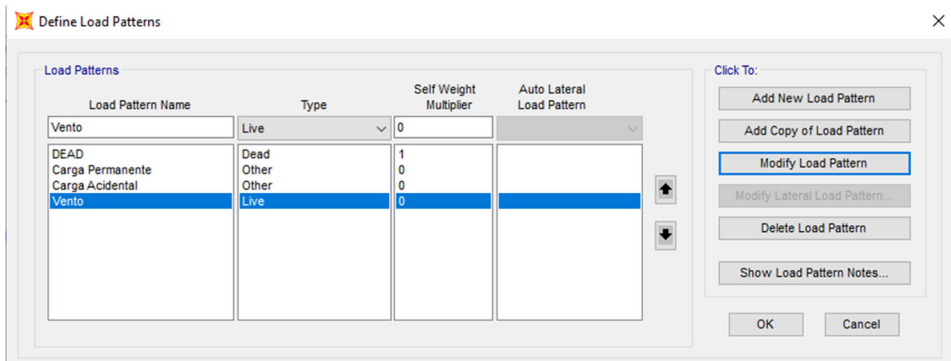 Define Load Patterns
Load Patterns
Click To:
Load Pattern Name Type Self Weight Multiplier Auto Lateral Load Pattern
Vento Live 0
DEAD Dead 1
Carga Permanente Other 0
Carga Acidental Other 0
Vento Live 0
Add New Load Pattern
Add Copy of Load Pattern
Modify Load Pattern
Modify Lateral Load Pattern...
Delete Load Pattern
Show Load Pattern Notes...
OK Cancel